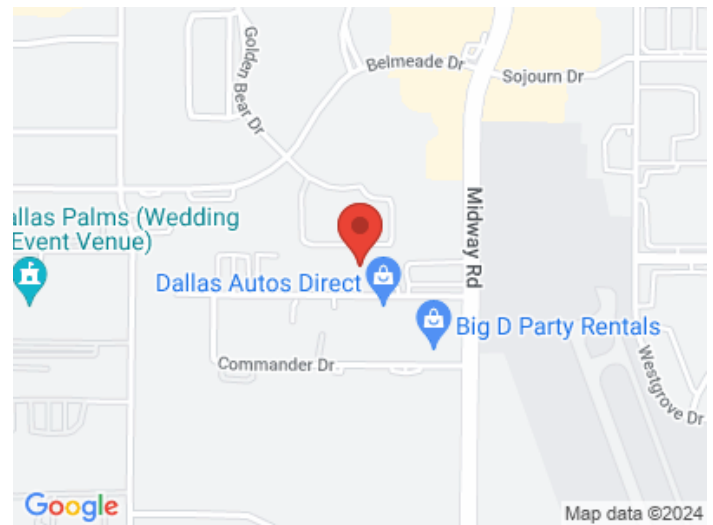 Golden Bear Dr
Belmeade Dr
Sojourn Dr
allas Palms (Wedding
Event Venue)
Midway Rd
Dallas Autos Direct
Big D Party Rentals
Commander Dr
Westgrove Dr
Google
Map data ©2024